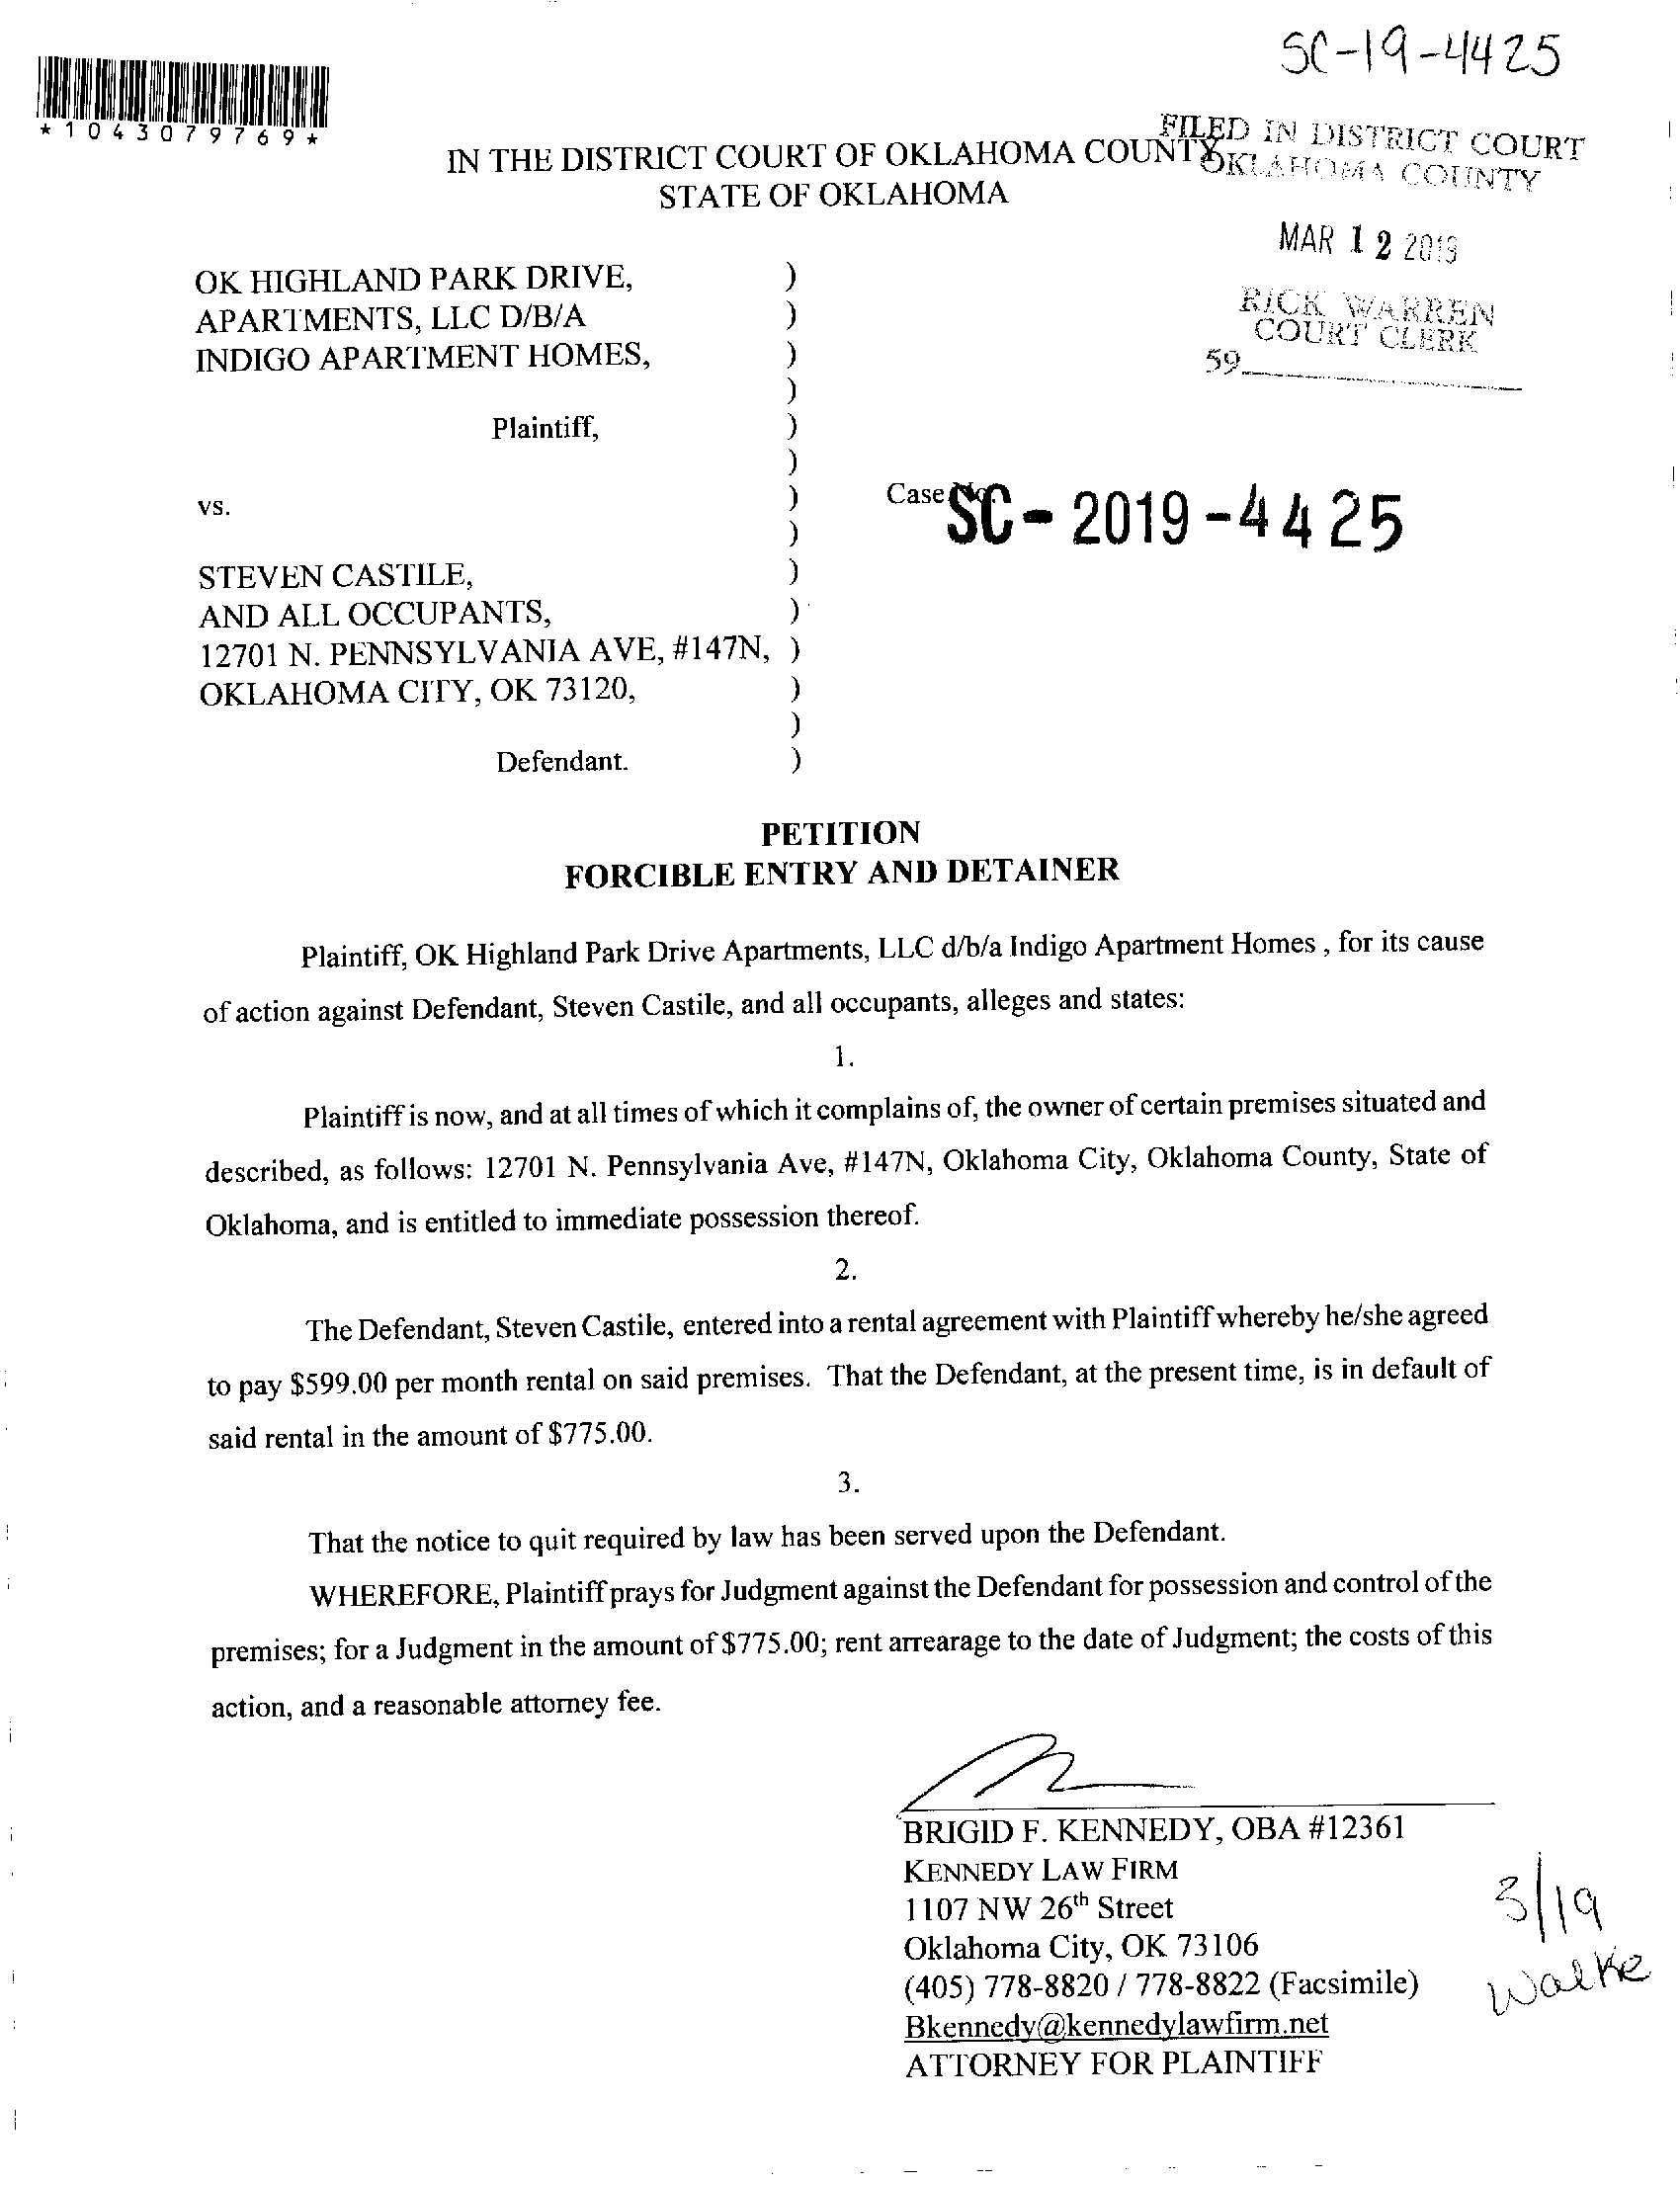 SC-19-4425
*1043079769*
FILED IN DISTRICT COURT
OKLAHOMA COUNTY
IN THE DISTRICT COURT OF OKLAHOMA COUNTY
STATE OF OKLAHOMA
MAR 12 2019
RICK WARREN
COURT CLERK
59
OK HIGHLAND PARK DRIVE, )
APARTMENTS, LLC D/B/A )
INDIGO APARTMENT HOMES, )
)
Plaintiff, )
)
vs. ) Case No. SC-2019-4425
)
STEVEN CASTILE, )
AND ALL OCCUPANTS, )
12701 N. PENNSYLVANIA AVE, #147N, )
OKLAHOMA CITY, OK 73120, )
)
Defendant. )
PETITION
FORCIBLE ENTRY AND DETAINER
Plaintiff, OK Highland Park Drive Apartments, LLC d/b/a Indigo Apartment Homes , for its cause
of action against Defendant, Steven Castile, and all occupants, alleges and states:
1.
Plaintiff is now, and at all times of which it complains of, the owner of certain premises situated and
described, as follows: 12701 N. Pennsylvania Ave, #147N, Oklahoma City, Oklahoma County, State of
Oklahoma, and is entitled to immediate possession thereof.
2.
The Defendant, Steven Castile, entered into a rental agreement with Plaintiff whereby he/she agreed
to pay $599.00 per month rental on said premises. That the Defendant, at the present time, is in default of
said rental in the amount of $775.00.
3.
That the notice to quit required by law has been served upon the Defendant.
WHEREFORE, Plaintiff prays for Judgment against the Defendant for possession and control of the
premises; for a Judgment in the amount of $775.00; rent arrearage to the date of Judgment; the costs of this
action, and a reasonable attorney fee.
BRIGID F. KENNEDY, OBA #12361
KENNEDY LAW FIRM
1107 NW 26th Street
Oklahoma City, OK 73106
(405) 778-8820 / 778-8822 (Facsimile)
Bkennedy@kennedylawfirm.net
ATTORNEY FOR PLAINTIFF
3/19
Walke